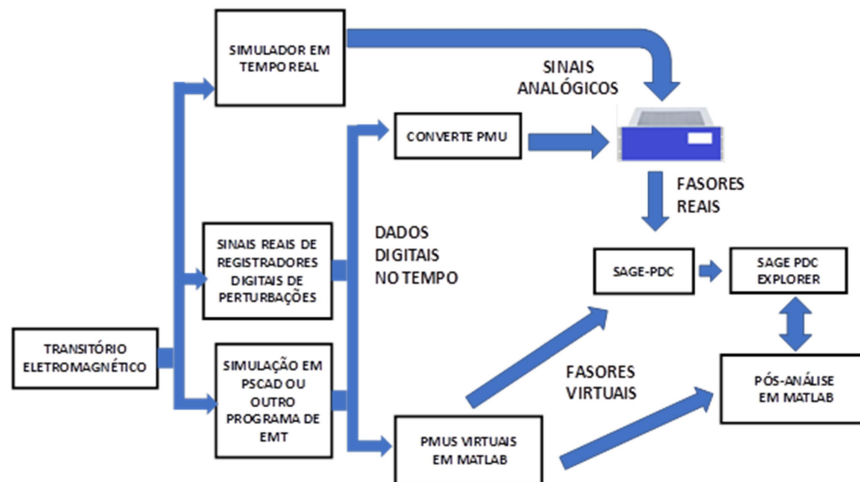 SIMULADOR EM
TEMPO REAL
SINAIS
ANALÓGICOS
CONVERTE PMU
FASORES
REAIS
DADOS
DIGITAIS
NO TEMPO
SINAIS REAIS DE
REGISTRADORES
DIGITAIS DE
PERTURBAÇÕES
SAGE-PDC
SAGE PDC
EXPLORER
TRANSITÓRIO
ELETROMAGNÉTICO
SIMULAÇÃO EM
PSCAD OU
OUTRO
PROGRAMA DE
EMT
FASORES
VIRTUAIS
PÓS-ANÁLISE
EM MATLAB
PMUS VIRTUAIS
EM MATLAB